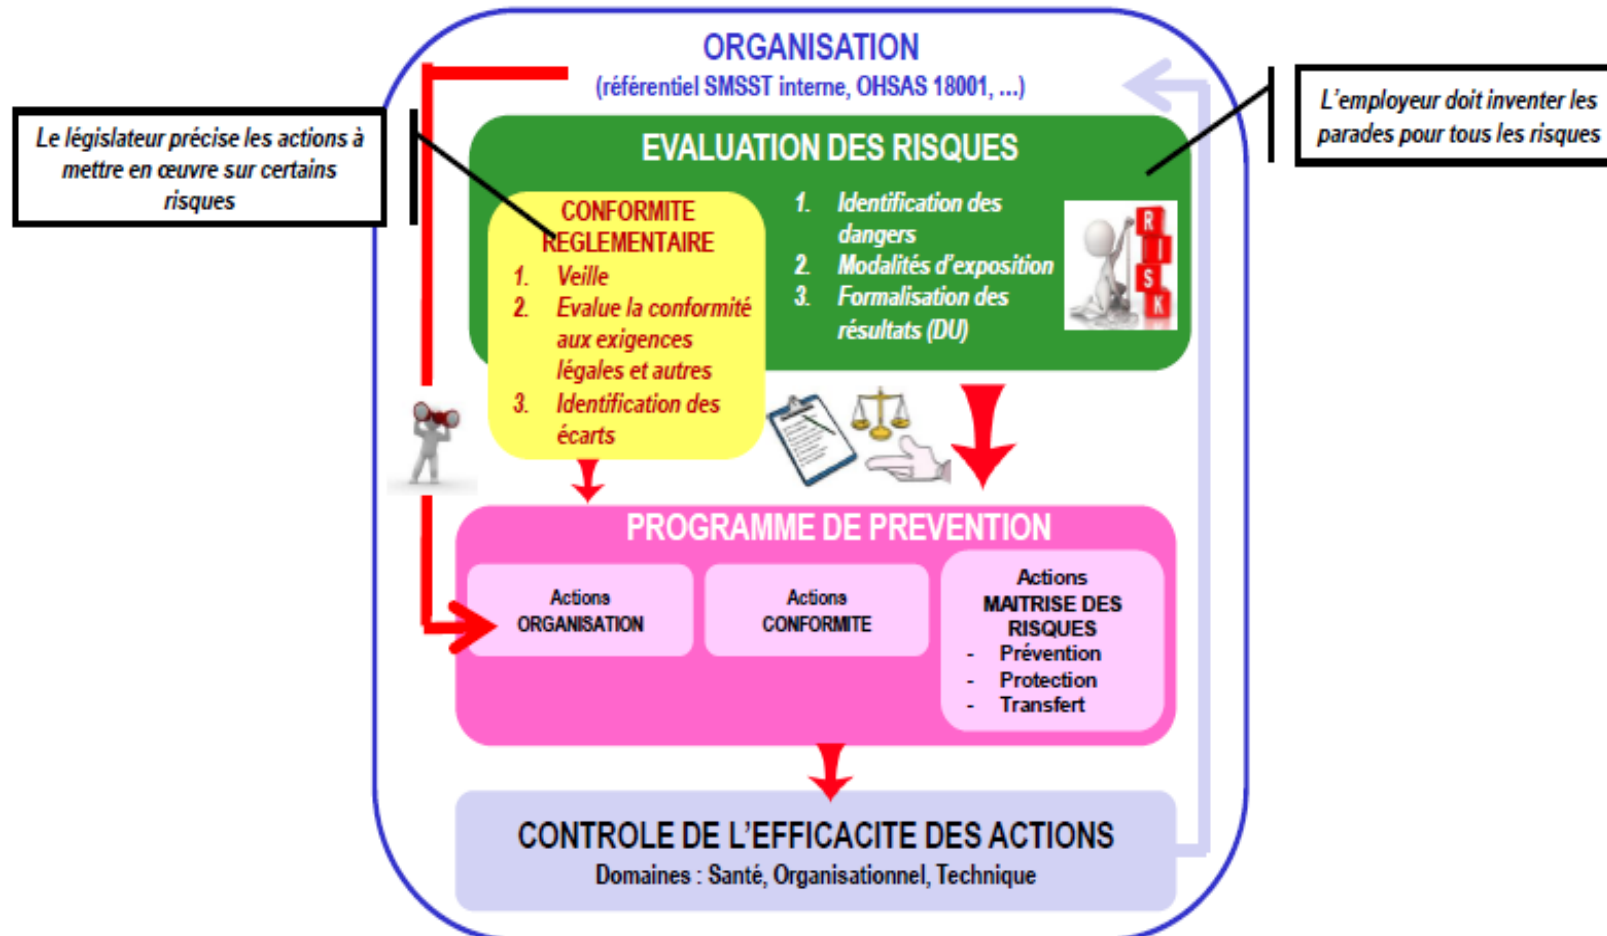 ORGANISATION
(référentiel SMSST interne, OHSAS 18001, ...)
Le législateur précise les actions à
mettre en œuvre sur certains
risques
L'employeur doit inventer les
parades pour tous les risques
EVALUATION DES RISQUES
CONFORMITE
REGLEMENTAIRE
1. Veille
2. Evalue la conformité
aux exigences
légales et autres
3. Identification des
écarts
1. Identification des
dangers
2. Modalités d'exposition
3. Formalisation des
résultats (DU)
R
I
S
K
PROGRAMME DE PREVENTION
Actions
ORGANISATION
Actions
CONFORMITE
Actions
MAITRISE DES
RISQUES
- Prévention
- Protection
- Transfert
CONTROLE DE L'EFFICACITE DES ACTIONS
Domaines : Santé, Organisationnel, Technique